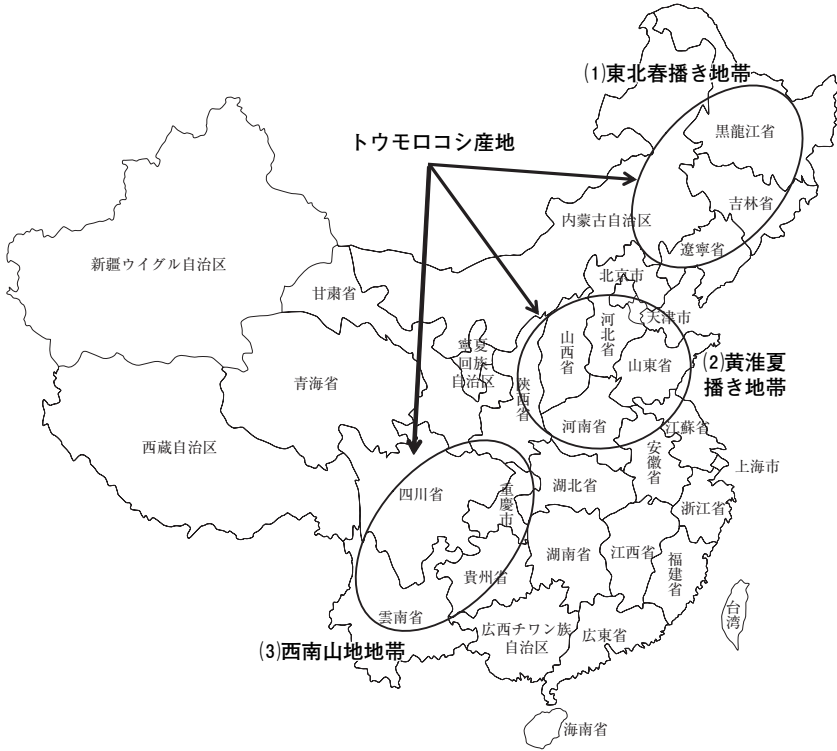 ⑴東北春播き地帯
黒龍江省
トウモロコシ産地
吉林省
内蒙古自治区
遼寧省
新疆ウイグル自治区
北京市
甘粛省
天津市
河北省
山西省
寧夏
回族
自治区
山東省
⑵黄淮夏
播き地帯
青海省
陝西省
河南省
江蘇省
西蔵自治区
安徽省
上海市
四川省
重慶市
湖北省
浙江省
湖南省
江西省
福建省
貴州省
雲南省
台湾
広西チワン族
自治区
広東省
⑶西南山地地帯
海南省